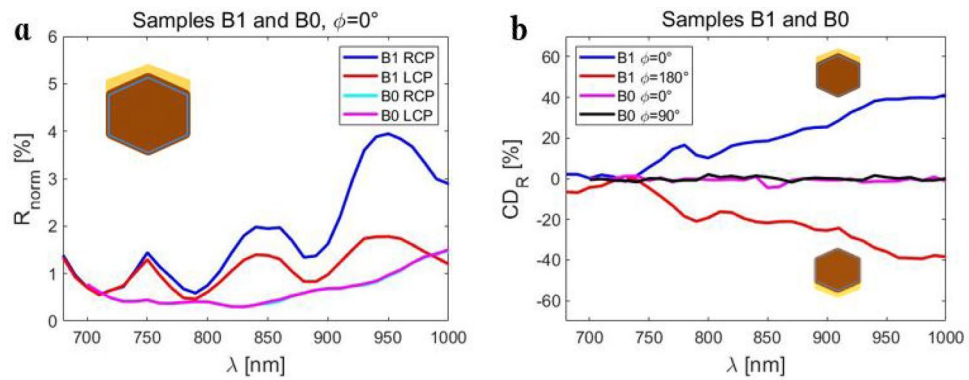 a
Samples B1 and B0, ϕ=0°
6
5
4
3
2
1
0
R_norm [%]
B1 RCP
B1 LCP
B0 RCP
B0 LCP
700 750 800 850 900 950 1000
λ [nm]
b
Samples B1 and B0
60
40
20
0
-20
-40
-60
CD_R [%]
B1 ϕ=0°
B1 ϕ=180°
B0 ϕ=0°
B0 ϕ=90°
700 750 800 850 900 950 1000
λ [nm]